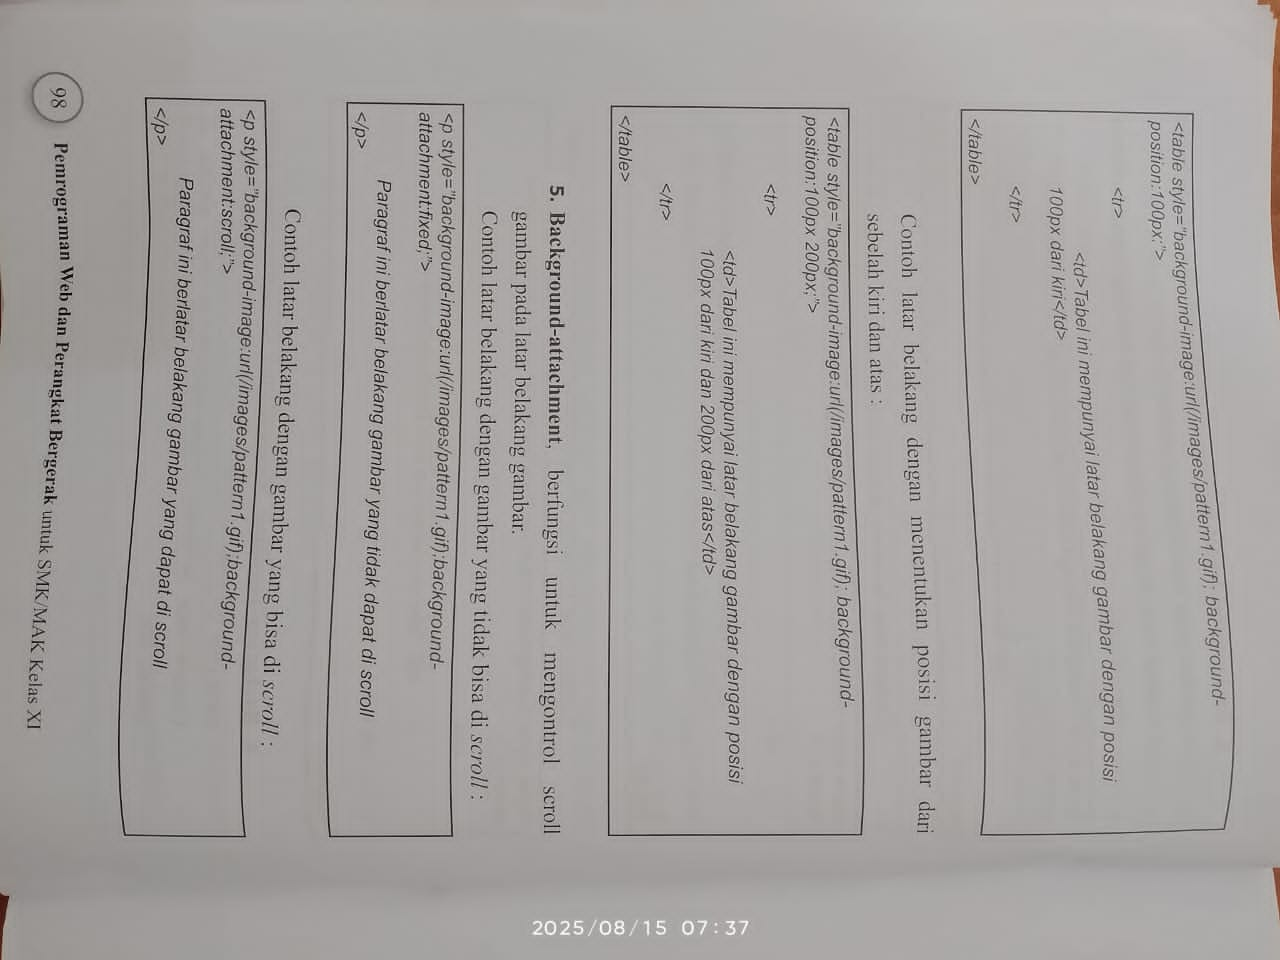 <table style="background-image:url(/images/pattern1.gif); background-
position:100px;">
<tr>
<td>Tabel ini mempunyai latar belakang gambar dengan posisi
100px dari kiri</td>
</tr>
</table>
Contoh latar belakang dengan menentukan posisi gambar dari
sebelah kiri dan atas :
<table style="background-image:url(/images/pattern1.gif); background-
position:100px 200px;">
<tr>
<td>Tabel ini mempunyai latar belakang gambar dengan posisi
100px dari kiri dan 200px dari atas</td>
</tr>
</table>
5. Background-attachment, berfungsi untuk mengontrol scroll
gambar pada latar belakang gambar.
Contoh latar belakang dengan gambar yang tidak bisa di scroll :
<p style="background-image:url(/images/pattern1.gif);background-
attachment:fixed;">
Paragraf ini berlatar belakang gambar yang tidak dapat di scroll
</p>
Contoh latar belakang dengan gambar yang bisa di scroll :
<p style="background-image:url(/images/pattern1.gif);background-
attachment:scroll;">
Paragraf ini berlatar belakang gambar yang dapat di scroll
</p>
98 Pemrograman Web dan Perangkat Bergerak untuk SMK/MAK Kelas XI
2025/08/15 07:37